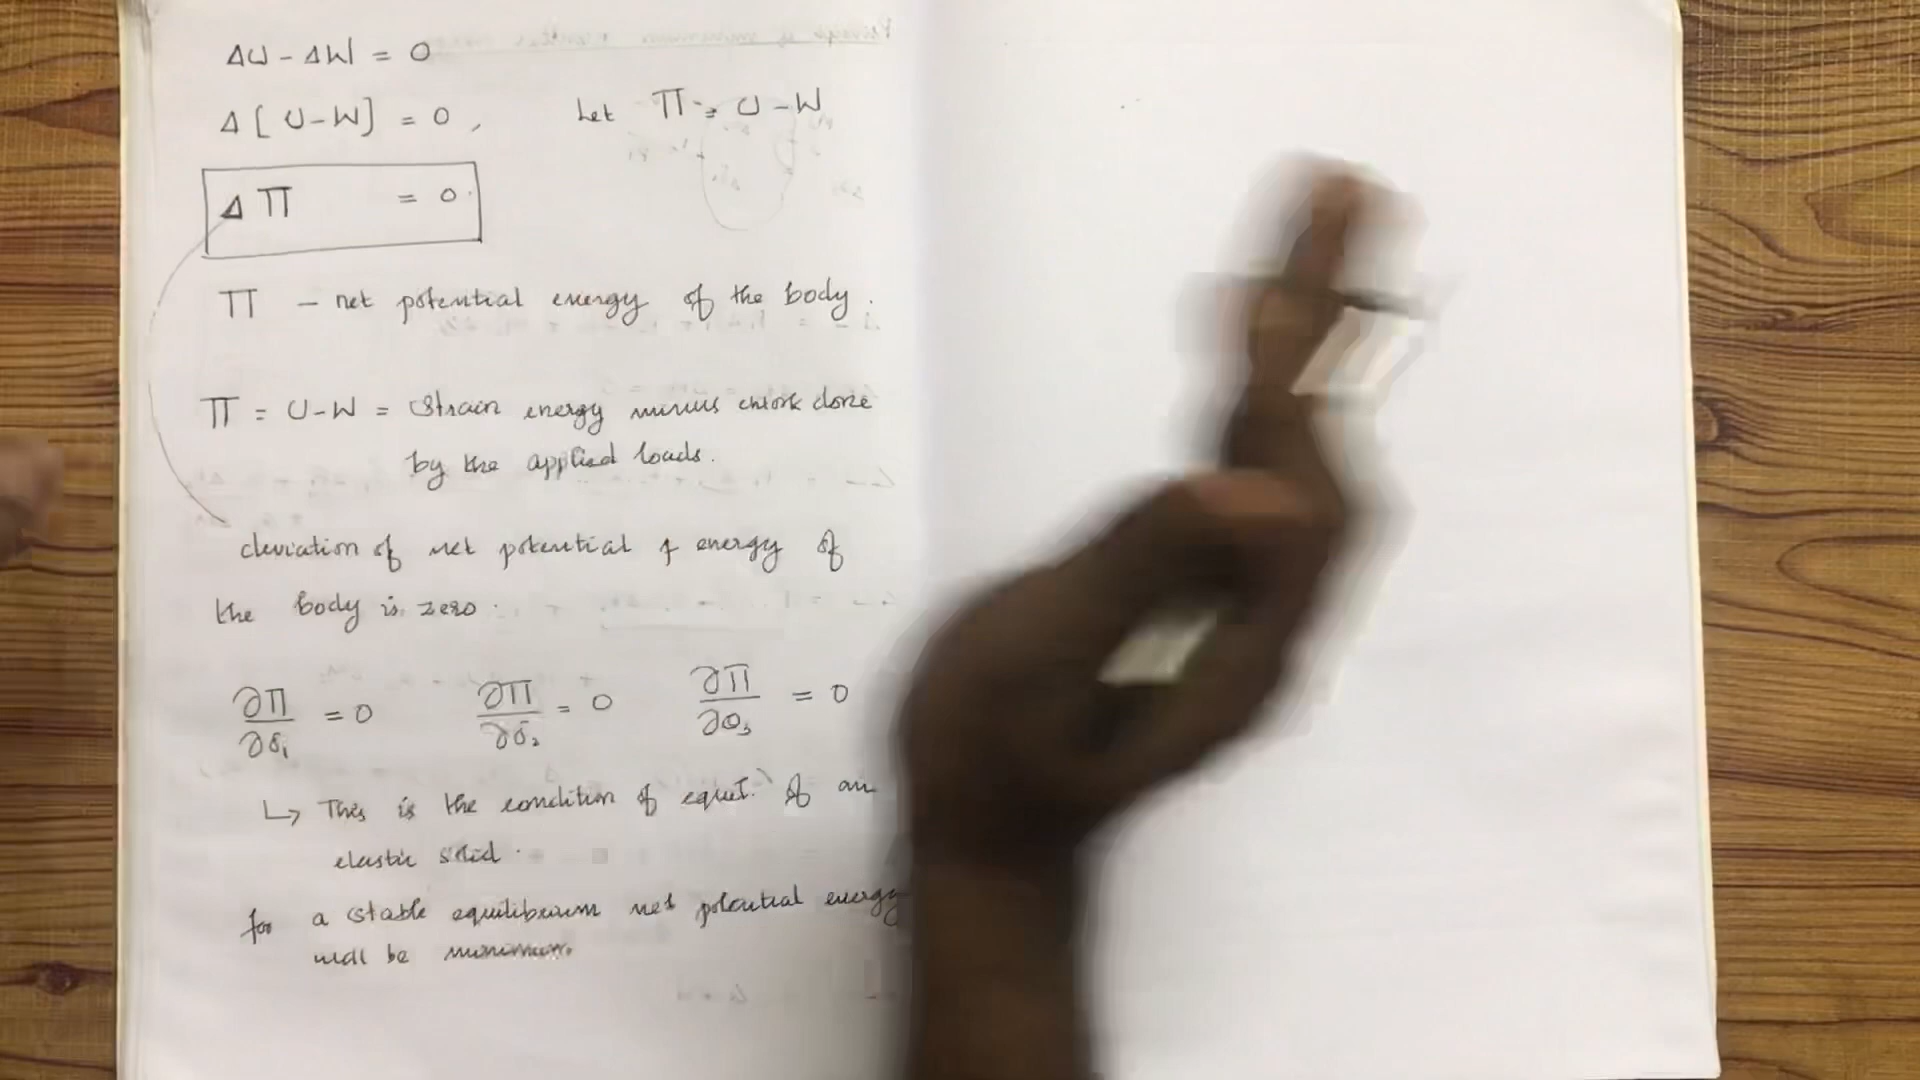 ΔU - ΔW = 0
Δ[U-W] = 0, Let Π = U - W
ΔΠ = 0
Π - net potential energy of the body.
Π = U-W = Strain energy minus work done
by the applied loads.
deviation of net potential energy of
the body is zero.
∂Π/∂δ₁ = 0 ∂Π/∂δ₂ = 0 ∂Π/∂θ₃ = 0
↳ This is the condition of equil. of an
elastic solid.
for a stable equilibrium net potential energy
will be minimum.